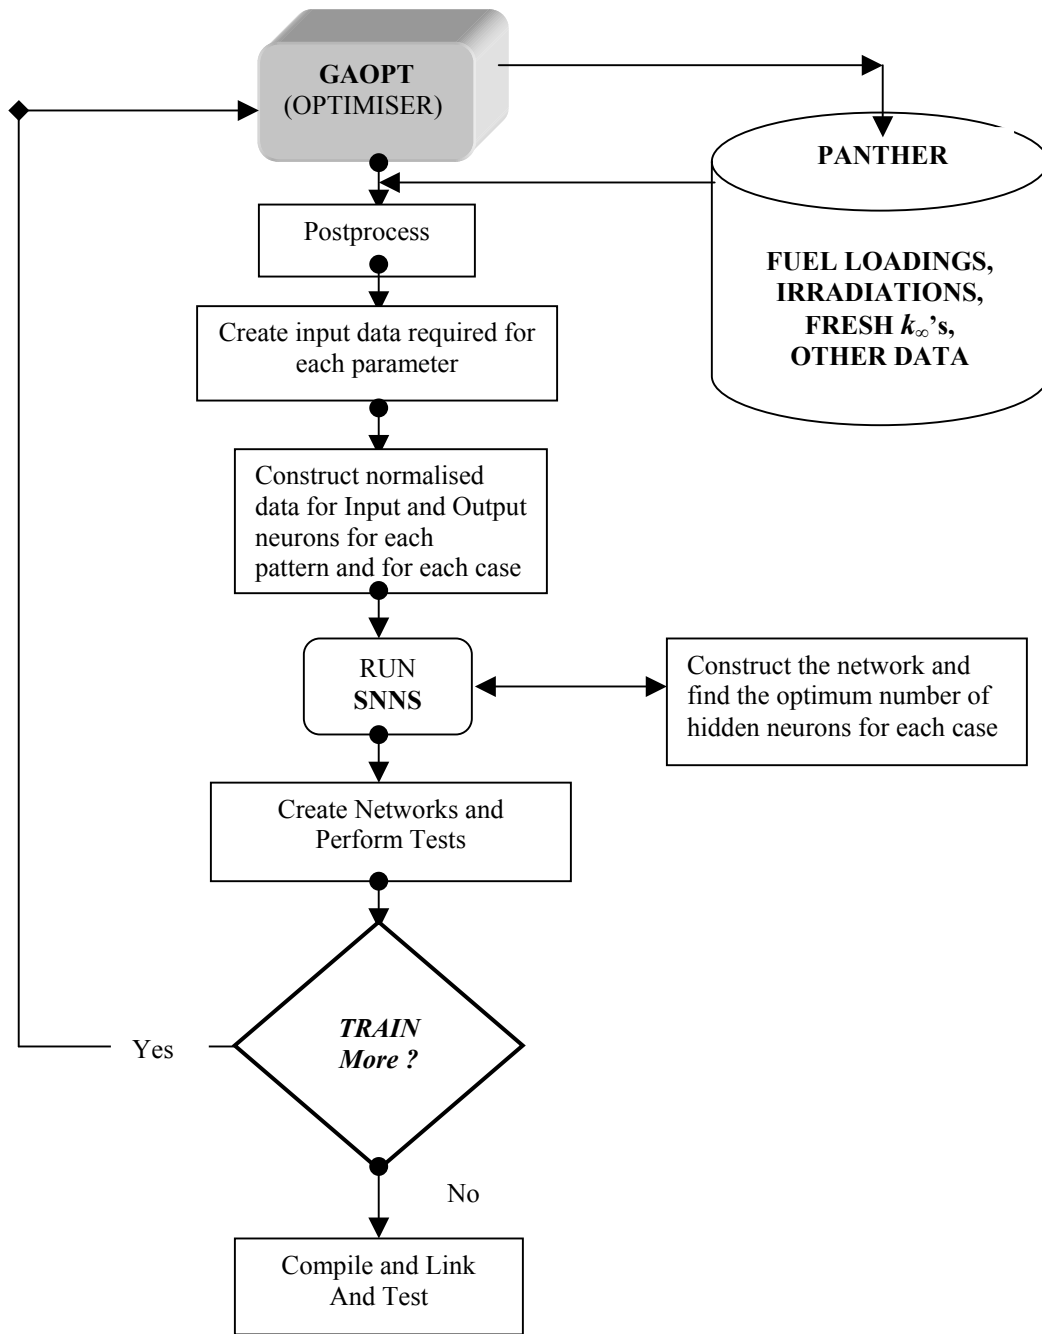 GAOPT
(OPTIMISER)
PANTHER
FUEL LOADINGS,
IRRADIATIONS,
FRESH k∞'s,
OTHER DATA
Postprocess
Create input data required for
each parameter
Construct normalised
data for Input and Output
neurons for each
pattern and for each case
RUN
SNNS
Construct the network and
find the optimum number of
hidden neurons for each case
Create Networks and
Perform Tests
TRAIN
More ?
Yes
No
Compile and Link
And Test